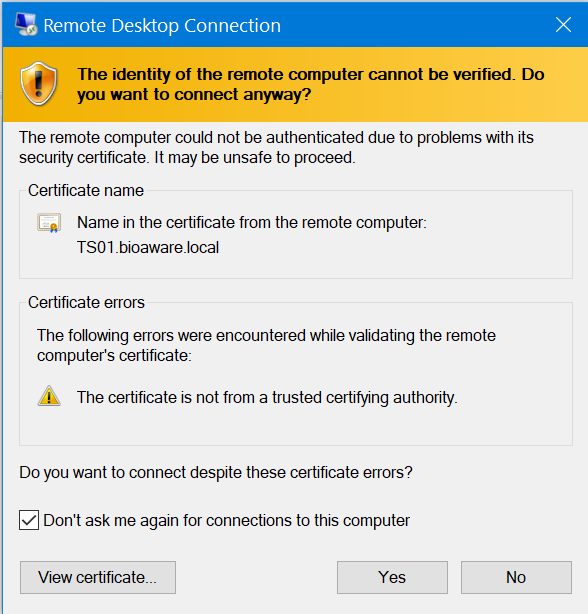 Remote Desktop Connection
The identity of the remote computer cannot be verified. Do
you want to connect anyway?
The remote computer could not be authenticated due to problems with its
security certificate. It may be unsafe to proceed.
Certificate name
Name in the certificate from the remote computer:
TS01.bioaware.local
Certificate errors
The following errors were encountered while validating the remote
computer's certificate:
The certificate is not from a trusted certifying authority.
Do you want to connect despite these certificate errors?
Don't ask me again for connections to this computer
View certificate... Yes No